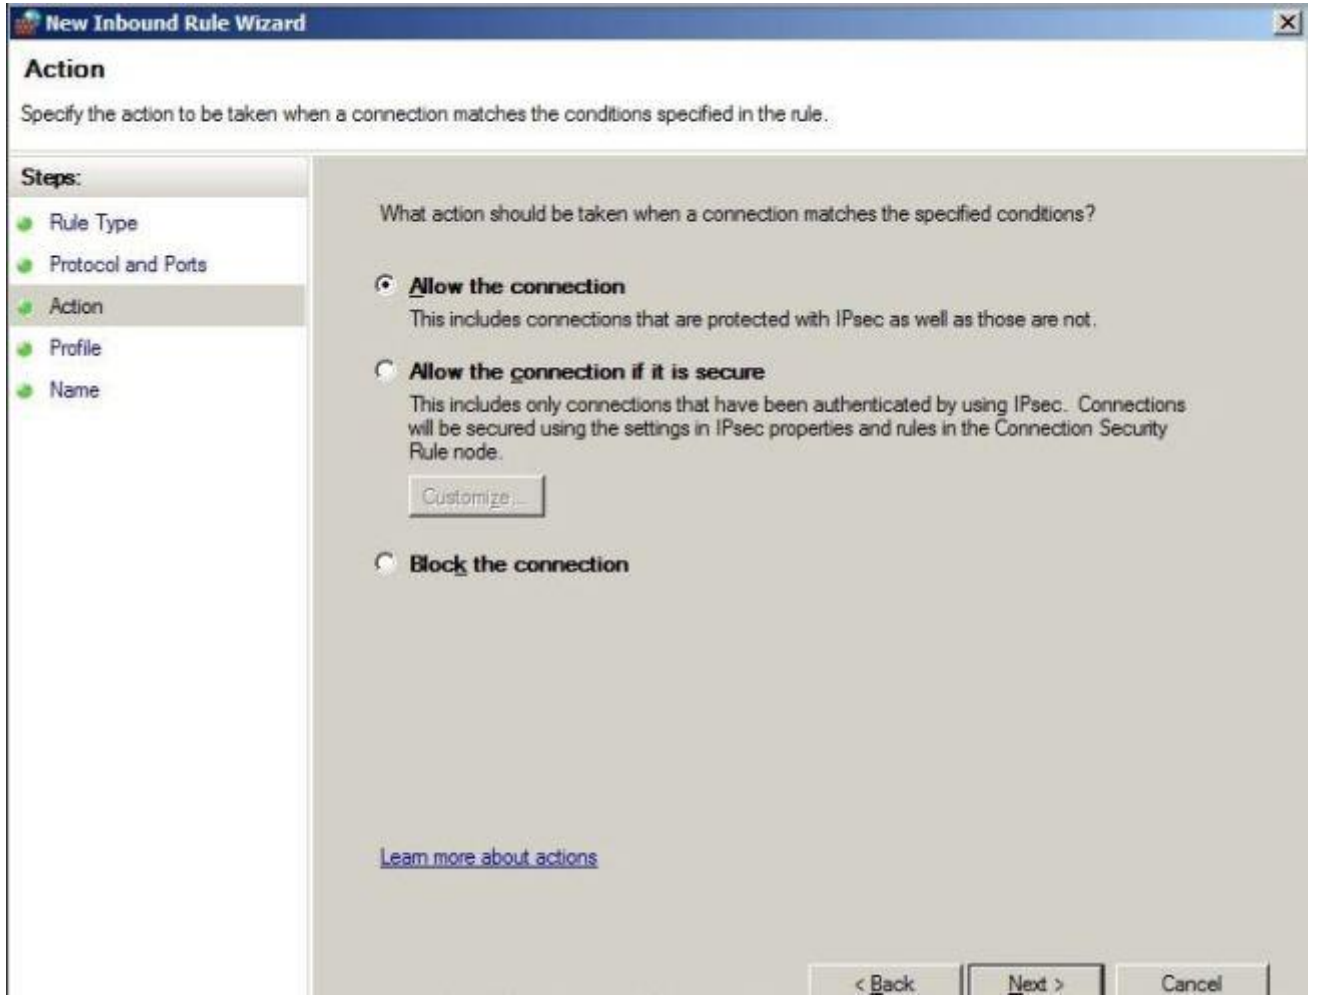 New Inbound Rule Wizard
Action
Specify the action to be taken when a connection matches the conditions specified in the rule.
Steps:
Rule Type
Protocol and Ports
Action
Profile
Name
What action should be taken when a connection matches the specified conditions?
Allow the connection
This includes connections that are protected with IPsec as well as those are not.
Allow the connection if it is secure
This includes only connections that have been authenticated by using IPsec. Connections
will be secured using the settings in IPsec properties and rules in the Connection Security
Rule node.
Customize...
Block the connection
Learn more about actions
< Back
Next >
Cancel